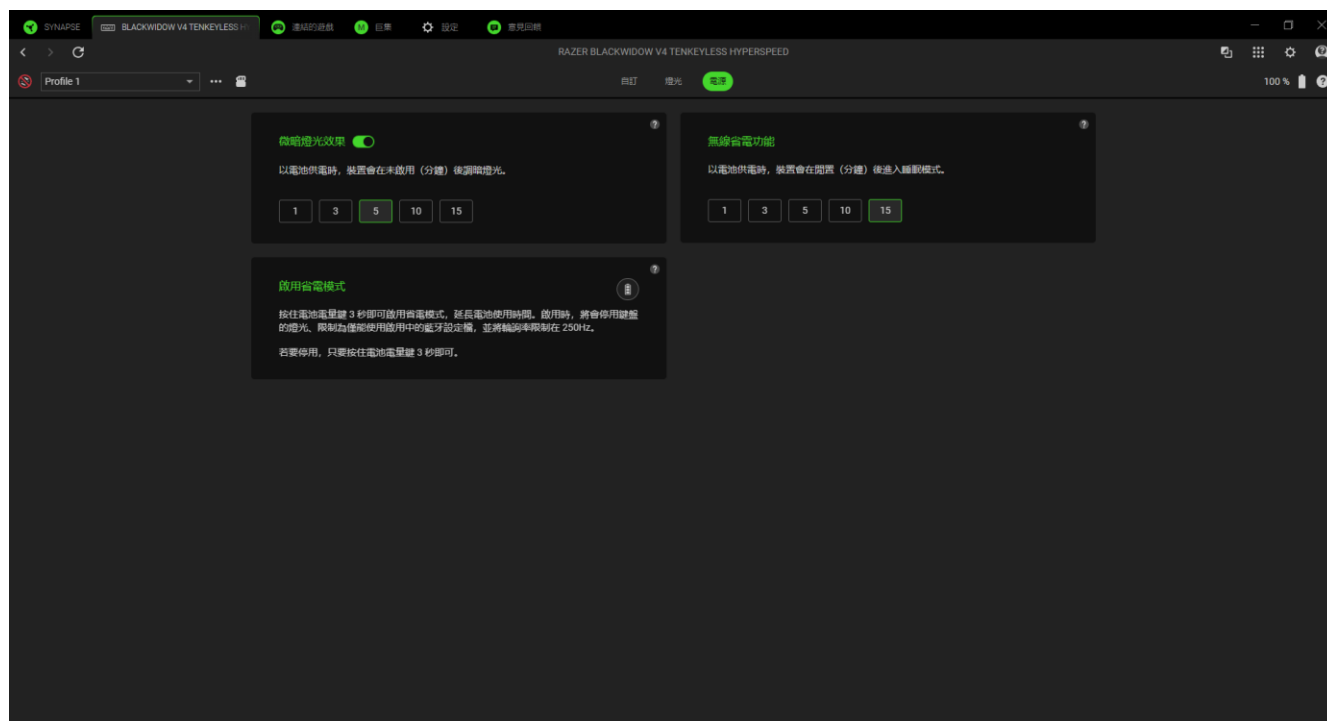 SYNAPSE
BLACKWIDOW V4 TENKEYLESS H
連結的遊戲
巨集
設定
意見回饋
RAZER BLACKWIDOW V4 TENKEYLESS HYPERSPEED
Profile 1
自訂
燈光
電源
100 %
微暗燈光效果
以電池供電時，裝置會在未啟用（分鐘）後調暗燈光。
1 3 5 10 15
無線省電功能
以電池供電時，裝置會在閒置（分鐘）後進入睡眠模式。
1 3 5 10 15
啟用省電模式
按住電池電量鍵 3 秒即可啟用省電模式，延長電池使用時間。啟用時，將會停用鍵盤
的燈光、限制為僅能使用啟用中的藍牙設定檔，並將輪詢率限制在 250Hz。
若要停用，只要按住電池電量鍵 3 秒即可。